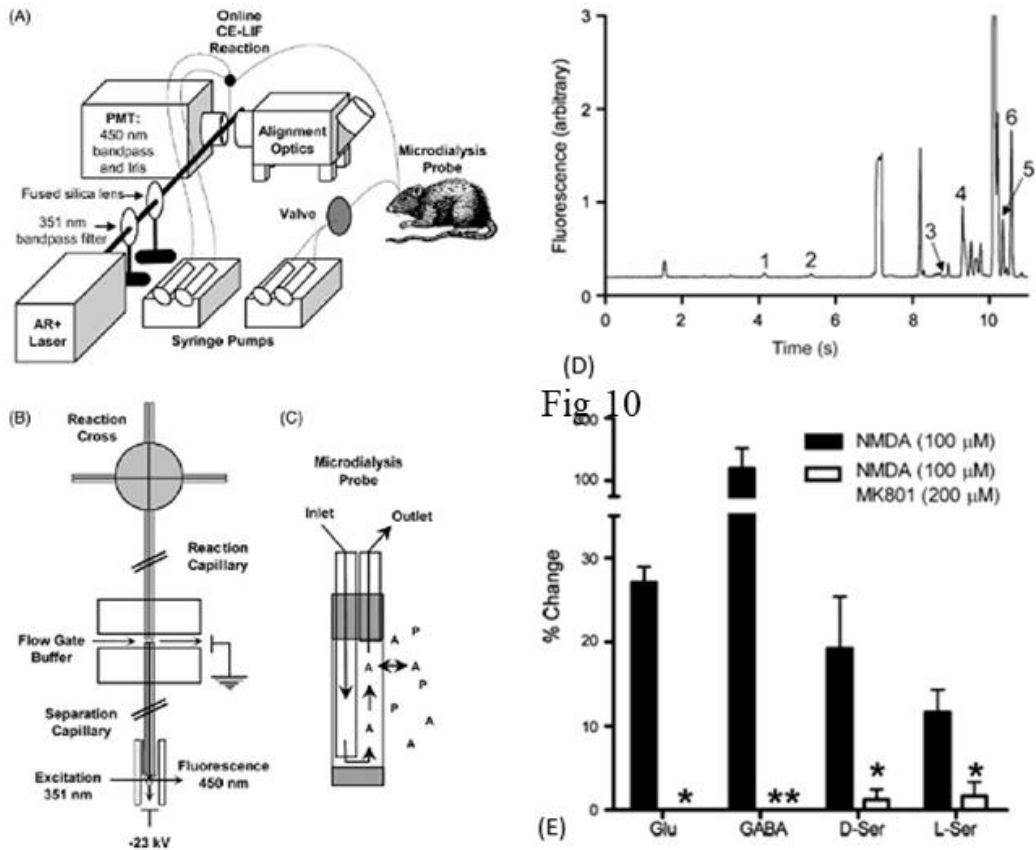 (A)
Online
CE-LIF
Reaction
PMT:
450 nm
bandpass
and Iris
Alignment
Optics
Microdialysis
Probe
Fused silica lens
351 nm
bandpass filter
Valve
AR+
Laser
Syringe Pumps
(B)
Reaction
Cross
Reaction
Capillary
Flow Gate
Buffer
Separation
Capillary
Excitation
351 nm
Fluorescence
450 nm
-23 kV
(C)
Microdialysis
Probe
Inlet
Outlet
A P
A A
P
P
A A
A
3
2
1
0
Fluorescence (arbitrary)
1
2
3
4
5
6
0 2 4 6 8 10
Time (s)
(D)
Fig 10
100
30
20
10
0
% Change
NMDA (100 μM)
NMDA (100 μM)
MK801 (200 μM)
*
**
*
*
Glu GABA D-Ser L-Ser
(E)